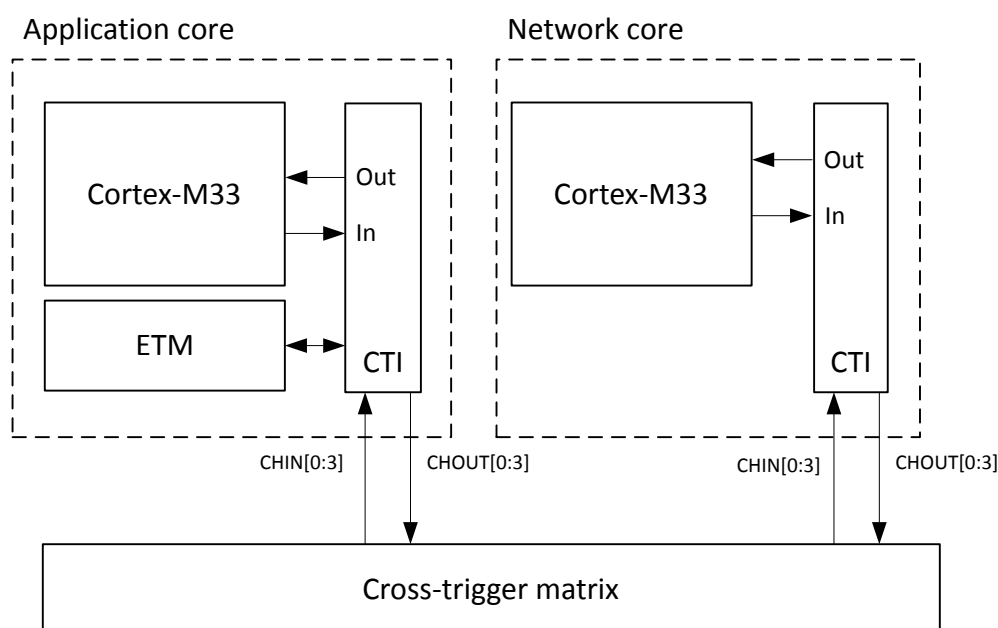 Application core
Network core
Cortex-M33
Out
In
ETM
CTI
Cortex-M33
Out
In
CTI
CHIN[0:3]
CHOUT[0:3]
CHIN[0:3]
CHOUT[0:3]
Cross-trigger matrix